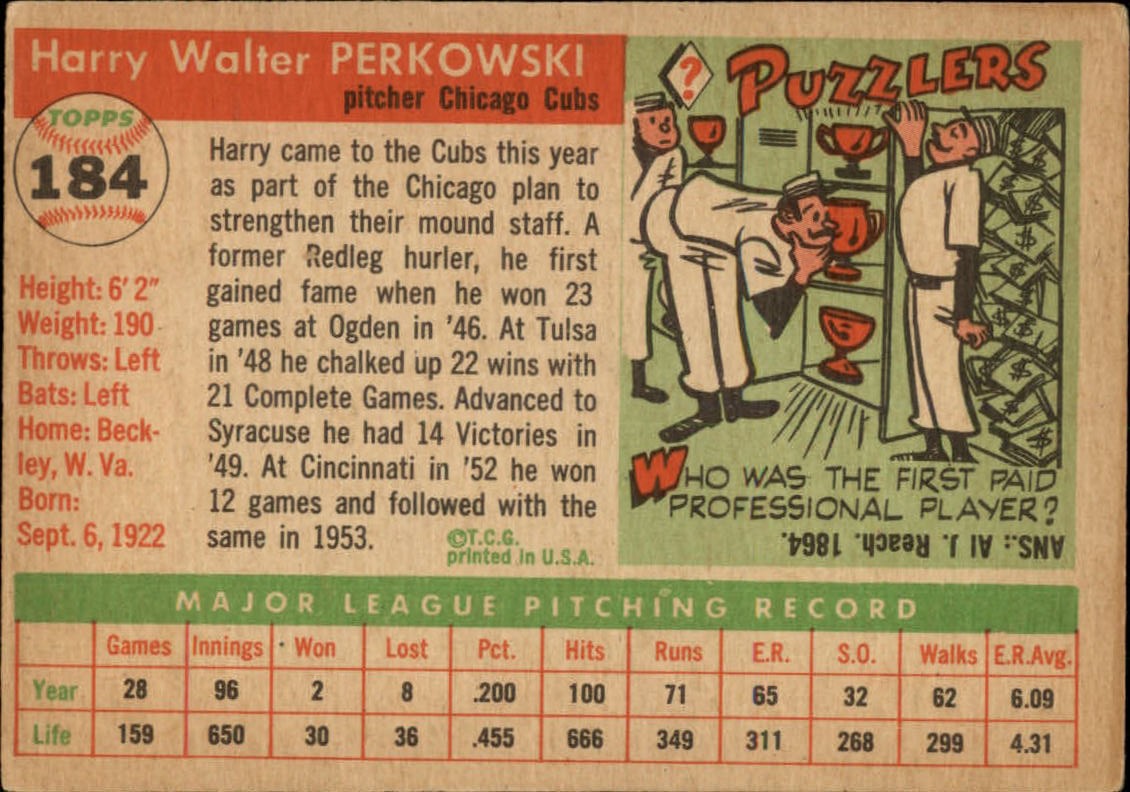 Harry Walter PERKOWSKI
pitcher Chicago Cubs
TOPPS
184
Height: 6' 2"
Weight: 190
Throws: Left
Bats: Left
Home: Beck-
ley, W. Va.
Born:
Sept. 6, 1922
Harry came to the Cubs this year
as part of the Chicago plan to
strengthen their mound staff. A
former Redleg hurler, he first
gained fame when he won 23
games at Ogden in '46. At Tulsa
in '48 he chalked up 22 wins with
21 Complete Games. Advanced to
Syracuse he had 14 Victories in
'49. At Cincinnati in '52 he won
12 games and followed with the
same in 1953.
©T.C.G.
printed in U.S.A.
? PUZZLERS
$ $ $ $ $ $ $ $ $
WHO WAS THE FIRST PAID
PROFESSIONAL PLAYER?
ANS.: Al J. Reach. 1864.
MAJOR LEAGUE PITCHING RECORD
Games Innings Won Lost Pct. Hits Runs E.R. S.O. Walks E.R.Avg.
Year 28 96 2 8 .200 100 71 65 32 62 6.09
Life 159 650 30 36 .455 666 349 311 268 299 4.31